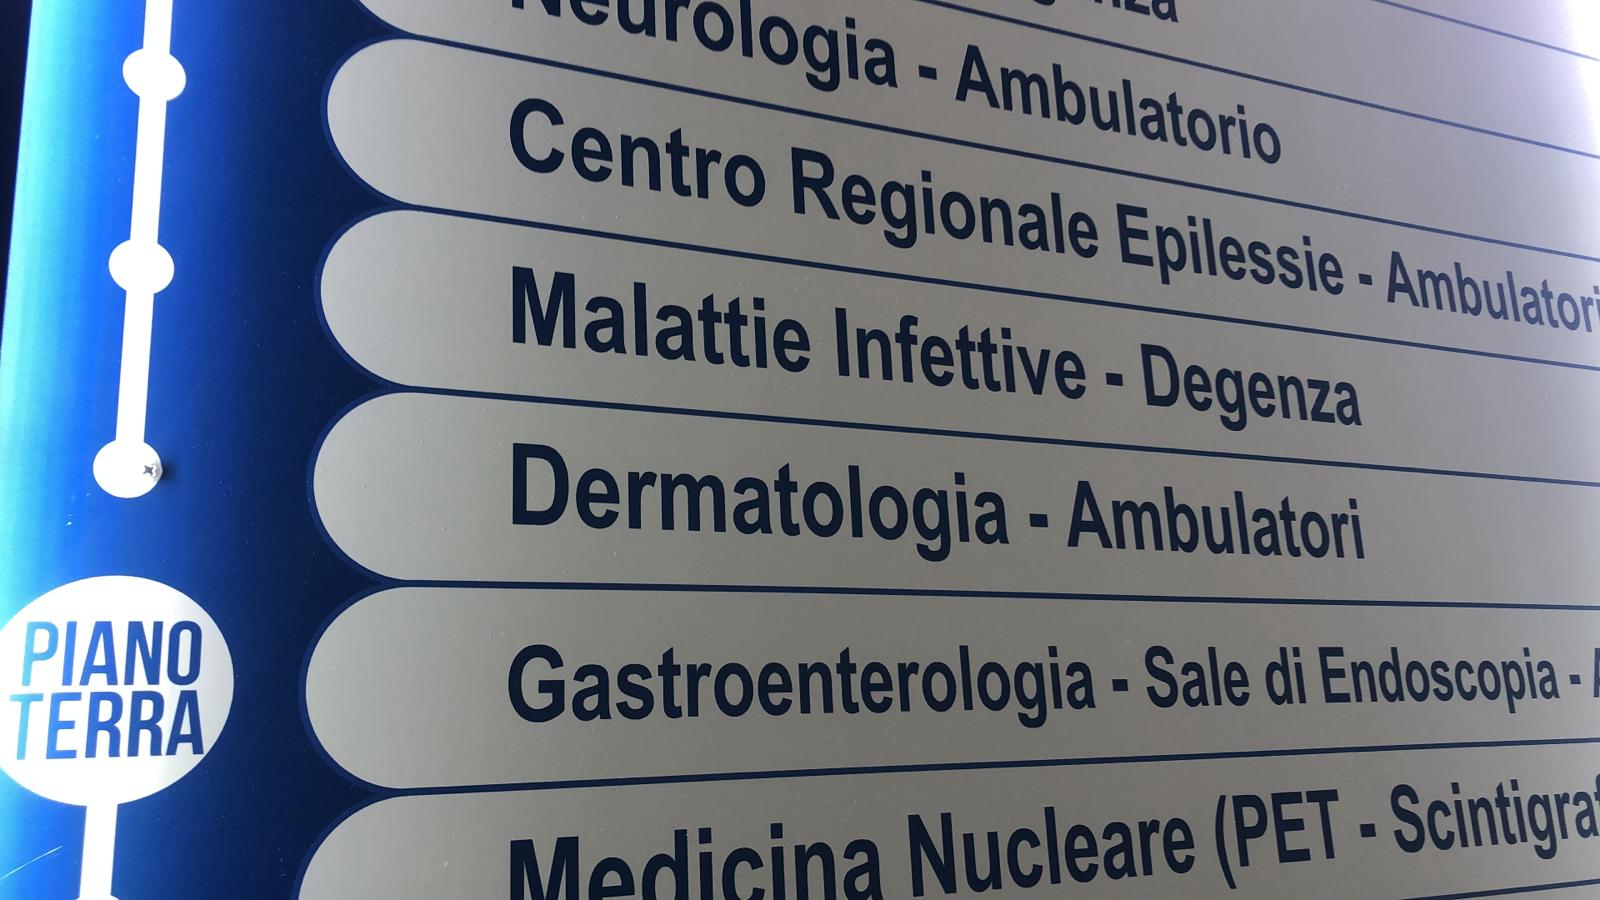 Neurologia - Ambulatorio
Centro Regionale Epilessie - Ambulatori
Malattie Infettive - Degenza
Dermatologia - Ambulatori
PIANO
TERRA
Gastroenterologia - Sale di Endoscopia -
Medicina Nucleare (PET -